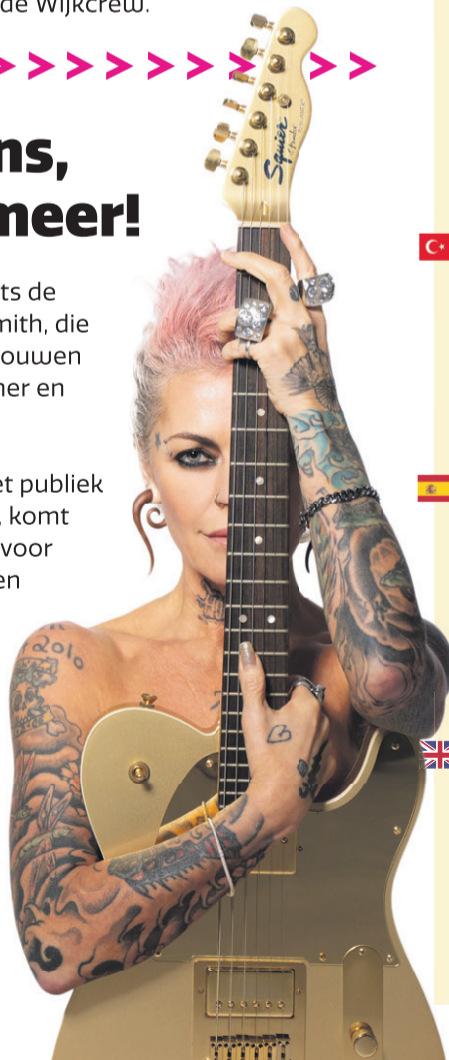 de Wijkcrew.
> > > > > > > > > >
ns,
meer!
ts de
mith, die
ouwen
ner en
et publiek
, komt
voor
en
Squier
2010